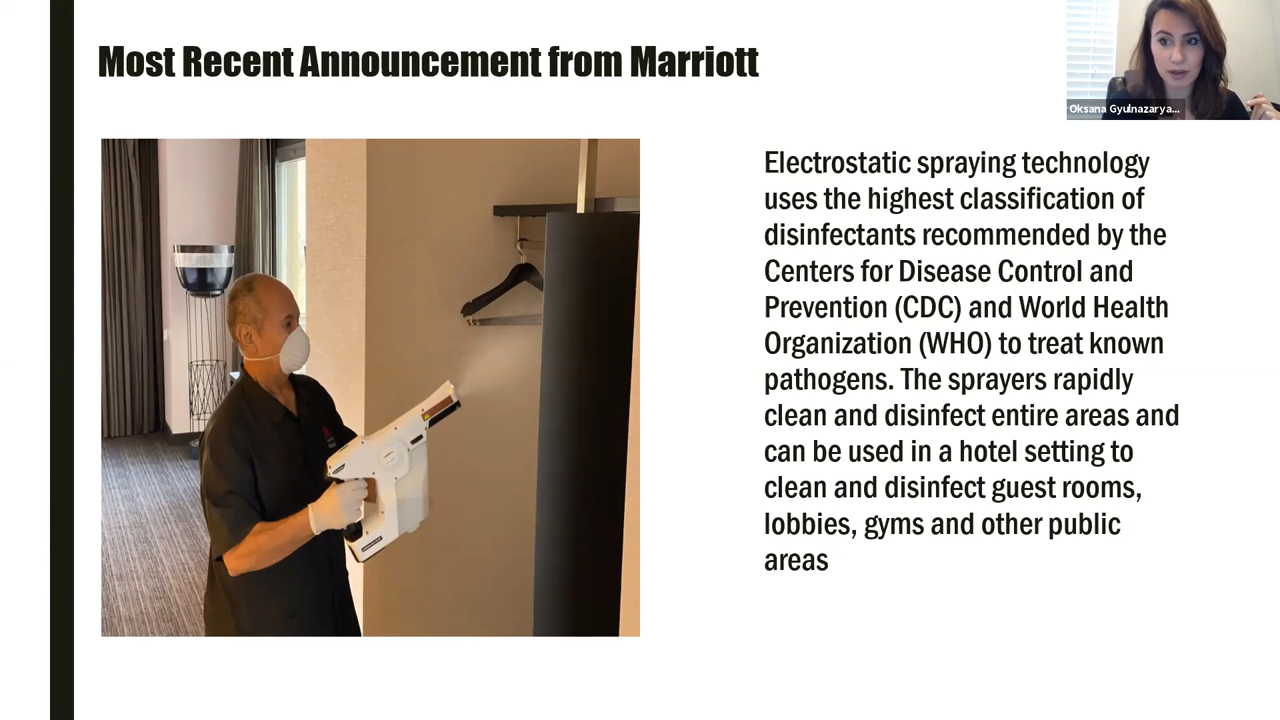 Most Recent Announcement from Marriott
Oksana Gyulnazarya...
Electrostatic spraying technology
uses the highest classification of
disinfectants recommended by the
Centers for Disease Control and
Prevention (CDC) and World Health
Organization (WHO) to treat known
pathogens. The sprayers rapidly
clean and disinfect entire areas and
can be used in a hotel setting to
clean and disinfect guest rooms,
lobbies, gyms and other public
areas